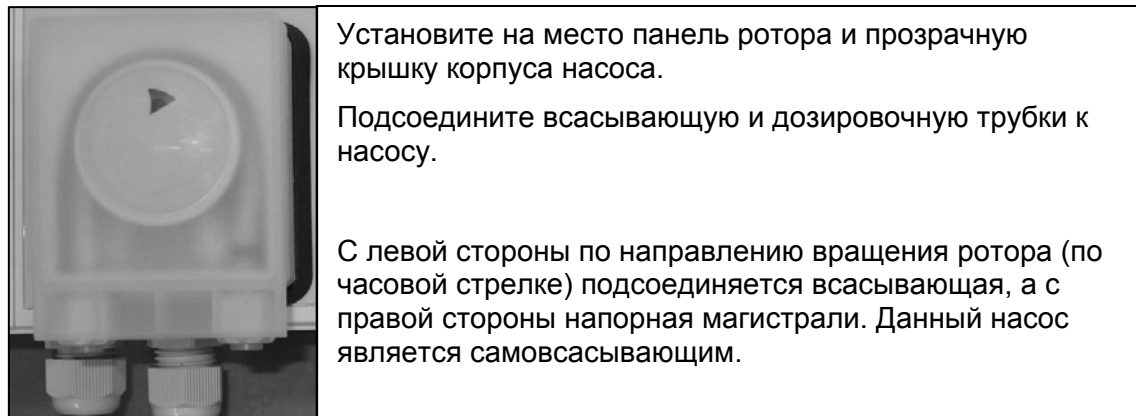 Установите на место панель ротора и прозрачную
крышку корпуса насоса.
Подсоедините всасывающую и дозировочную трубки к
насосу.
С левой стороны по направлению вращения ротора (по
часовой стрелке) подсоединяется всасывающая, а с
правой стороны напорная магистрали. Данный насос
является самовсасывающим.